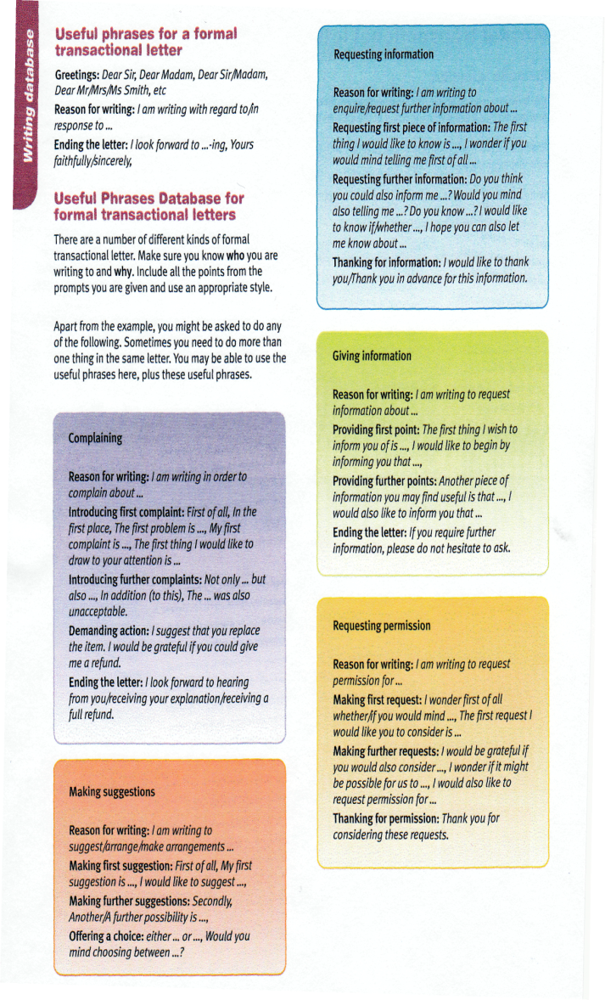 Writing database
Useful phrases for a formal
transactional letter
Greetings: Dear Sir, Dear Madam, Dear Sir/Madam,
Dear Mr/Mrs/Ms Smith, etc
Reason for writing: I am writing with regard to/in
response to ...
Ending the letter: I look forward to ...-ing, Yours
faithfully/sincerely,
Useful Phrases Database for
formal transactional letters
There are a number of different kinds of formal
transactional letter. Make sure you know who you are
writing to and why. Include all the points from the
prompts you are given and use an appropriate style.
Apart from the example, you might be asked to do any
of the following. Sometimes you need to do more than
one thing in the same letter. You may be able to use the
useful phrases here, plus these useful phrases.
Complaining
Reason for writing: I am writing in order to
complain about ...
Introducing first complaint: First of all, In the
first place, The first problem is ..., My first
complaint is ..., The first thing I would like to
draw to your attention is ...
Introducing further complaints: Not only ... but
also ..., In addition (to this), The ... was also
unacceptable.
Demanding action: I suggest that you replace
the item. I would be grateful if you could give
me a refund.
Ending the letter: I look forward to hearing
from you/receiving your explanation/receiving a
full refund.
Making suggestions
Reason for writing: I am writing to
suggest/arrange/make arrangements ...
Making first suggestion: First of all, My first
suggestion is ..., I would like to suggest ...,
Making further suggestions: Secondly,
Another/A further possibility is ...,
Offering a choice: either ... or ..., Would you
mind choosing between ...?
Requesting information
Reason for writing: I am writing to
enquire/request further information about ...
Requesting first piece of information: The first
thing I would like to know is ..., I wonder if you
would mind telling me first of all ...
Requesting further information: Do you think
you could also inform me ...? Would you mind
also telling me ...? Do you know ...? I would like
to know if/whether ..., I hope you can also let
me know about ...
Thanking for information: I would like to thank
you/Thank you in advance for this information.
Giving information
Reason for writing: I am writing to request
information about ...
Providing first point: The first thing I wish to
inform you of is ..., I would like to begin by
informing you that ...,
Providing further points: Another piece of
information you may find useful is that ..., I
would also like to inform you that ...
Ending the letter: If you require further
information, please do not hesitate to ask.
Requesting permission
Reason for writing: I am writing to request
permission for ...
Making first request: I wonder first of all
whether/if you would mind ..., The first request I
would like you to consider is ...
Making further requests: I would be grateful if
you would also consider ..., I wonder if it might
be possible for us to ..., I would also like to
request permission for ...
Thanking for permission: Thank you for
considering these requests.